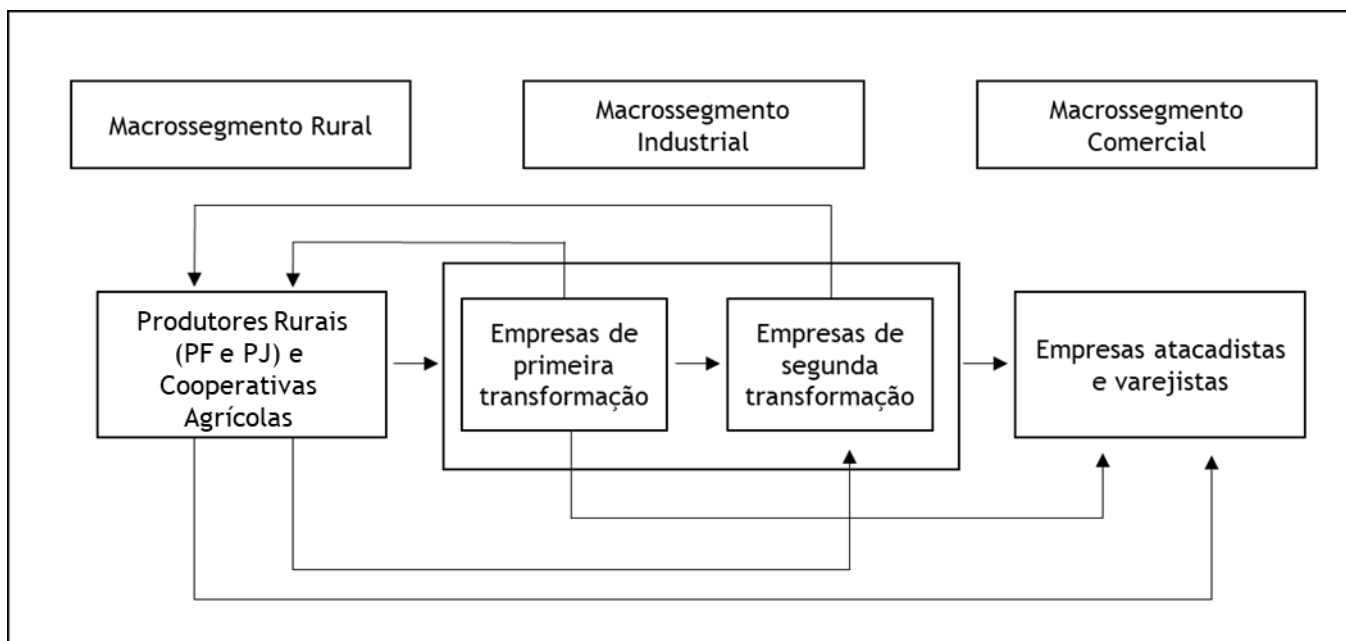 Macrossegmento Rural
Macrossegmento
Industrial
Macrossegmento
Comercial
Produtores Rurais
(PF e PJ) e
Cooperativas
Agrícolas
Empresas de
primeira
transformação
Empresas de
segunda
transformação
Empresas atacadistas
e varejistas